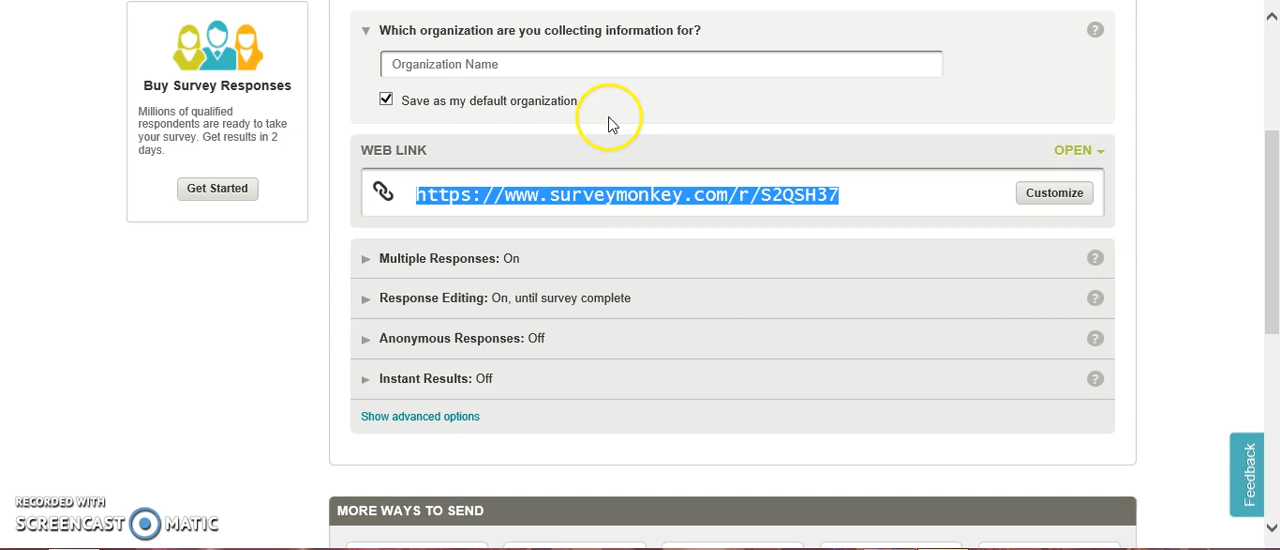 Buy Survey Responses
Millions of qualified
respondents are ready to take
your survey. Get results in 2
days.
Get Started
Which organization are you collecting information for?
?
Organization Name
Save as my default organization
WEB LINK
OPEN
https://www.surveymonkey.com/r/S2QSH37
Customize
Multiple Responses: On
?
Response Editing: On, until survey complete
?
Anonymous Responses: Off
?
Instant Results: Off
?
Show advanced options
Feedback
MORE WAYS TO SEND
RECORDED WITH
SCREENCAST MATIC